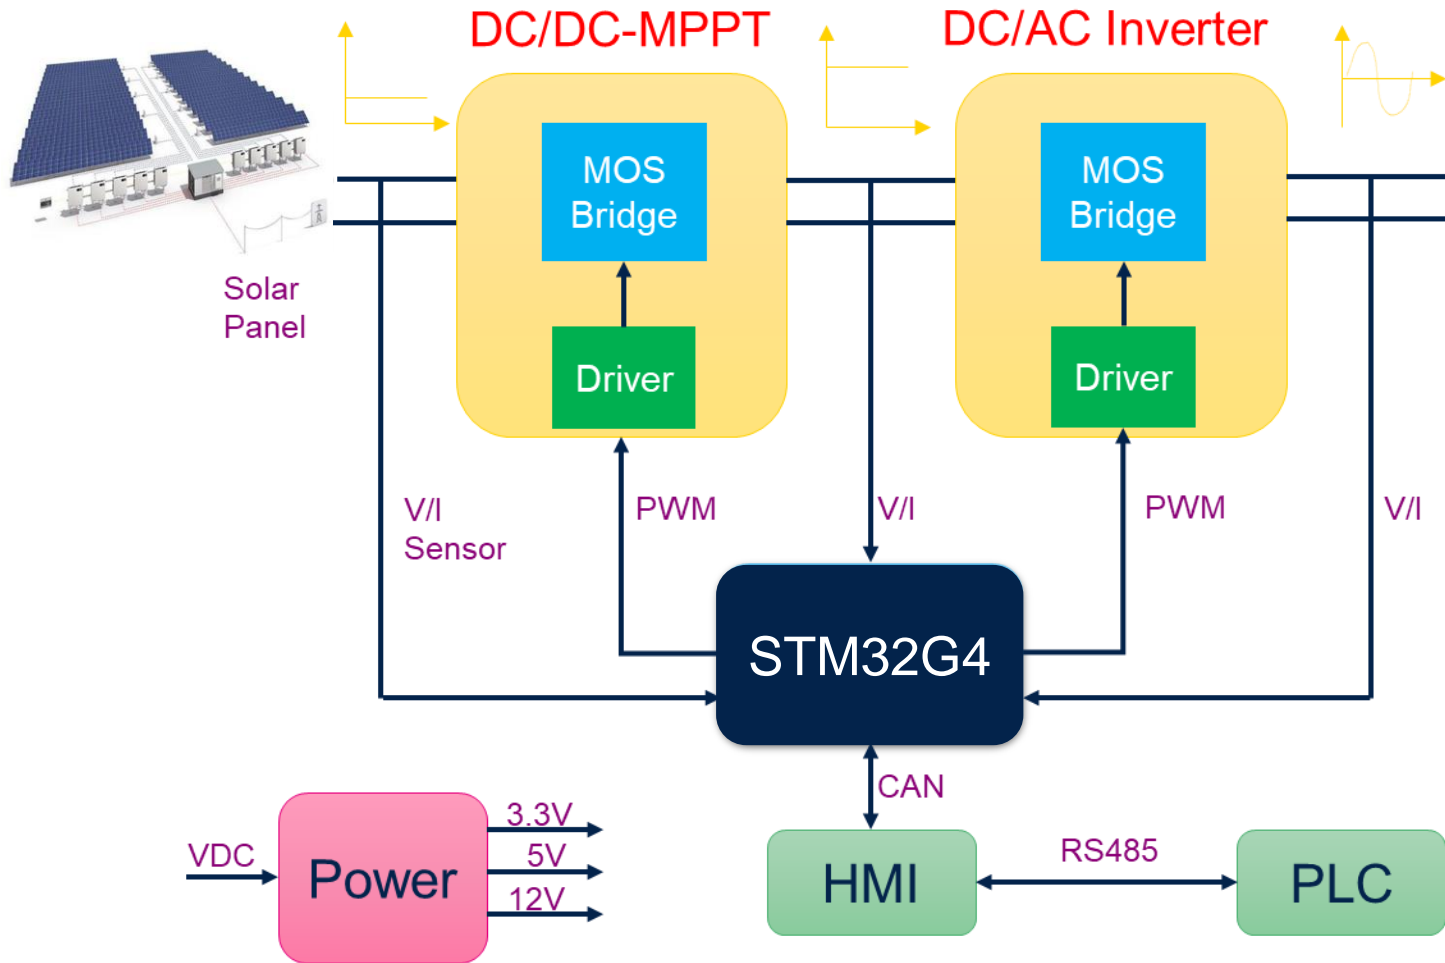 DC/DC-MPPT
DC/AC Inverter
MOS
Bridge
MOS
Bridge
Solar
Panel
Driver
Driver
V/I
Sensor
PWM
V/I
PWM
V/I
STM32G4
CAN
VDC
Power
3.3V
5V
12V
HMI
RS485
PLC